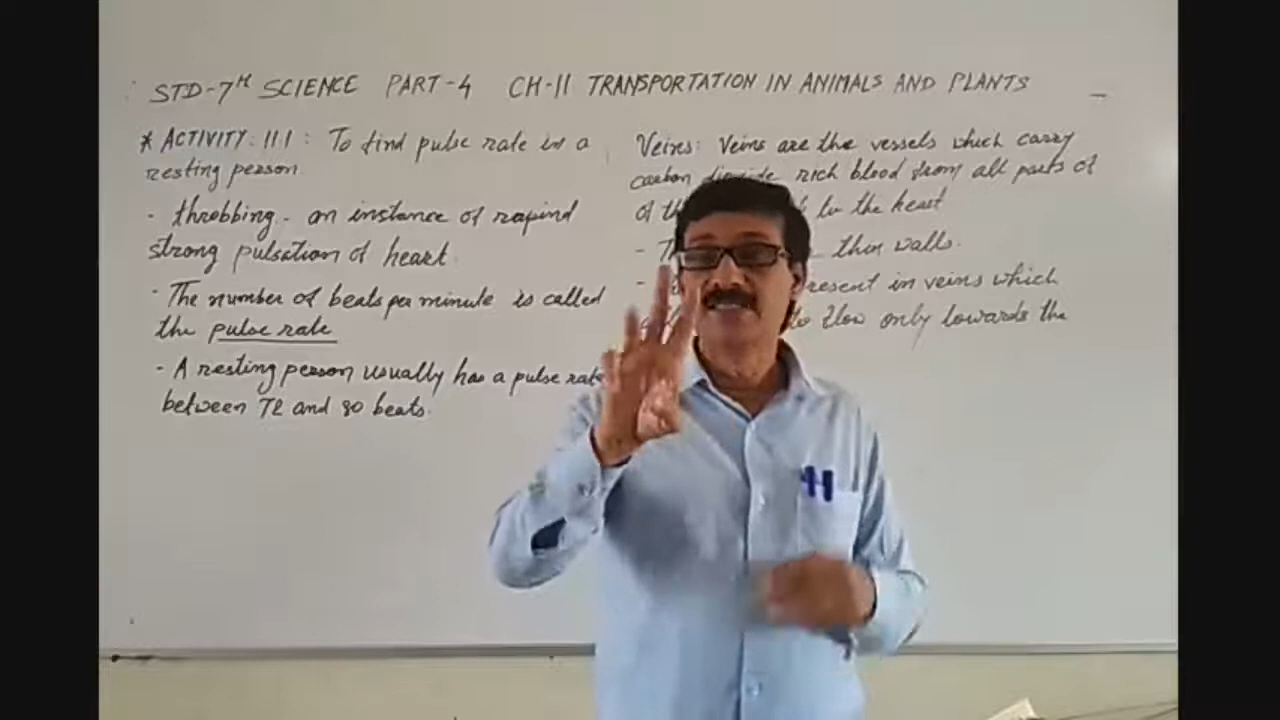 STD-7TH SCIENCE PART-4 CH-11 TRANSPORTATION IN ANIMALS AND PLANTS
* ACTIVITY: 11.1: To find pulse rate in a
resting person.
- throbbing - an instance of rapind
strong pulsation of heart.
- The number of beats per minute is called
the pulse rate
- A resting person usually has a pulse rate
between 72 and 80 beats.
Veins: Veins are the vessels which carry
carbon dioxide rich blood from all parts of
of the to the heart
- thin walls.
- present in veins which
to flow only towards the